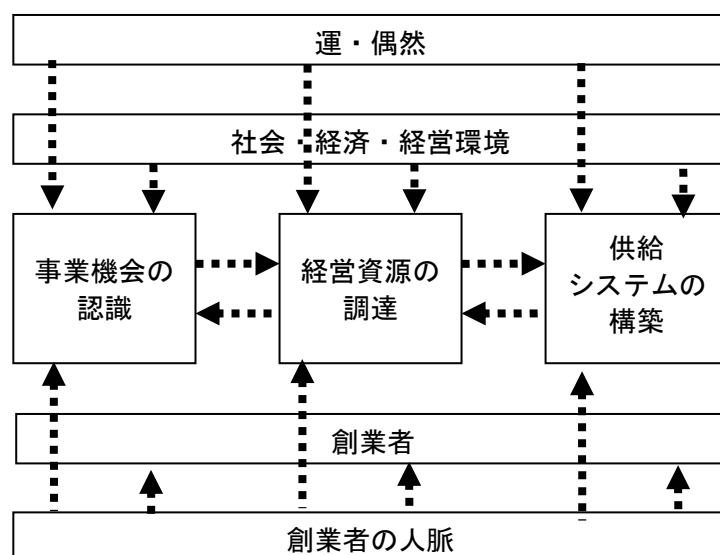 運・偶然
社会・経済・経営環境
事業機会の
認識
経営資源の
調達
供給
システムの
構築
創業者
創業者の人脈